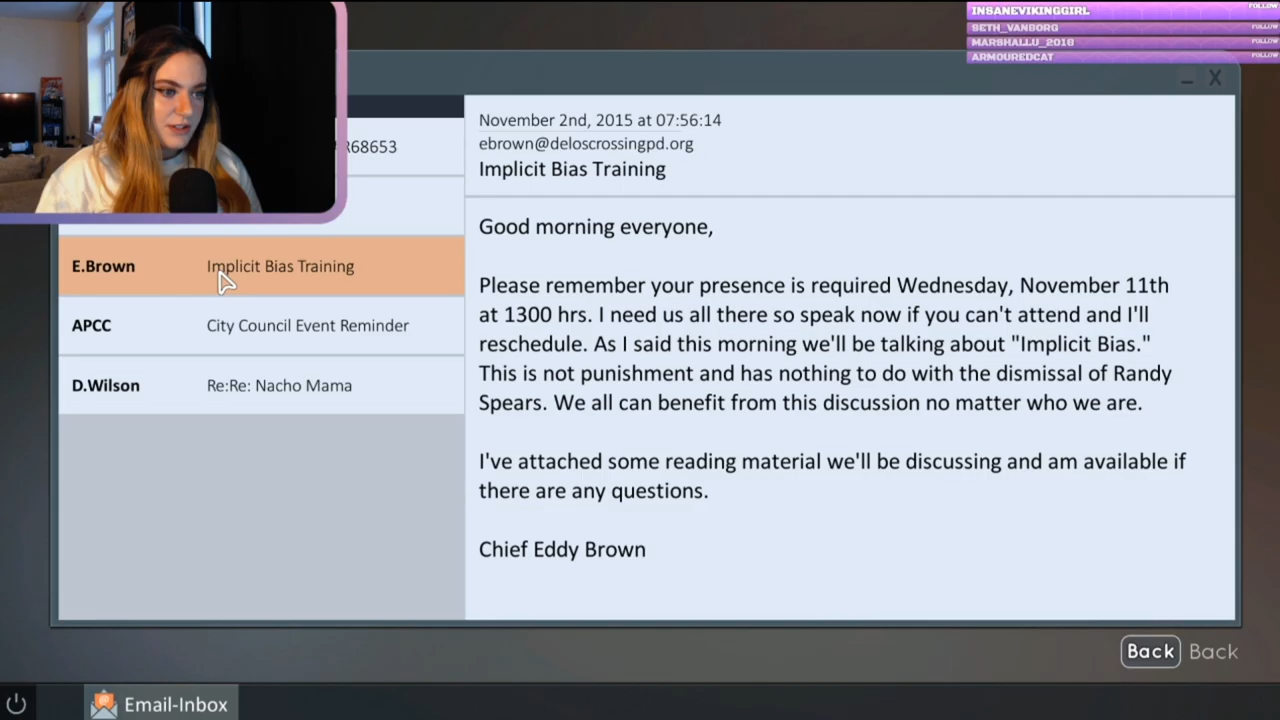 INSANEVIKINGGIRL FOLLOW
SETH_VANBORG FOLLOW
MARSHALLU_2018 FOLLOW
ARMOUREDCAT FOLLOW
X
R68653
E.Brown Implicit Bias Training
APCC City Council Event Reminder
D.Wilson Re:Re: Nacho Mama
November 2nd, 2015 at 07:56:14
ebrown@deloscrossingpd.org
Implicit Bias Training
Good morning everyone,
Please remember your presence is required Wednesday, November 11th
at 1300 hrs. I need us all there so speak now if you can't attend and I'll
reschedule. As I said this morning we'll be talking about "Implicit Bias."
This is not punishment and has nothing to do with the dismissal of Randy
Spears. We all can benefit from this discussion no matter who we are.
I've attached some reading material we'll be discussing and am available if
there are any questions.
Chief Eddy Brown
Back Back
Email-Inbox